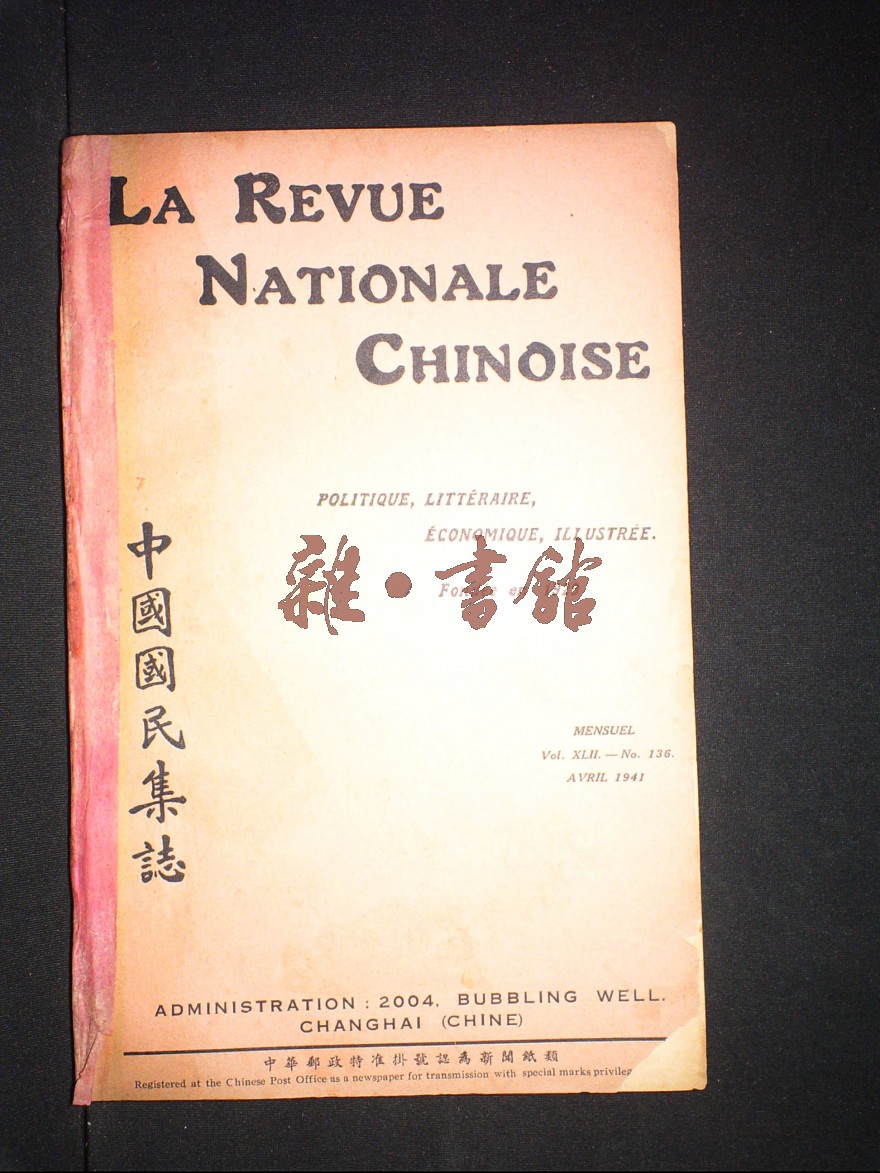 LA REVUE
NATIONALE
CHINOISE
POLITIQUE, LITTÉRAIRE,
ÉCONOMIQUE, ILLUSTRÉE.
雜•書館
MENSUEL
Vol. XLII. — No. 136.
AVRIL 1941
中國國民集誌
ADMINISTRATION : 2004, BUBBLING WELL.
CHANGHAI (CHINE)
中華郵政特准掛號認為新聞紙類
Registered at the Chinese Post Office as a newspaper for transmission with special marks